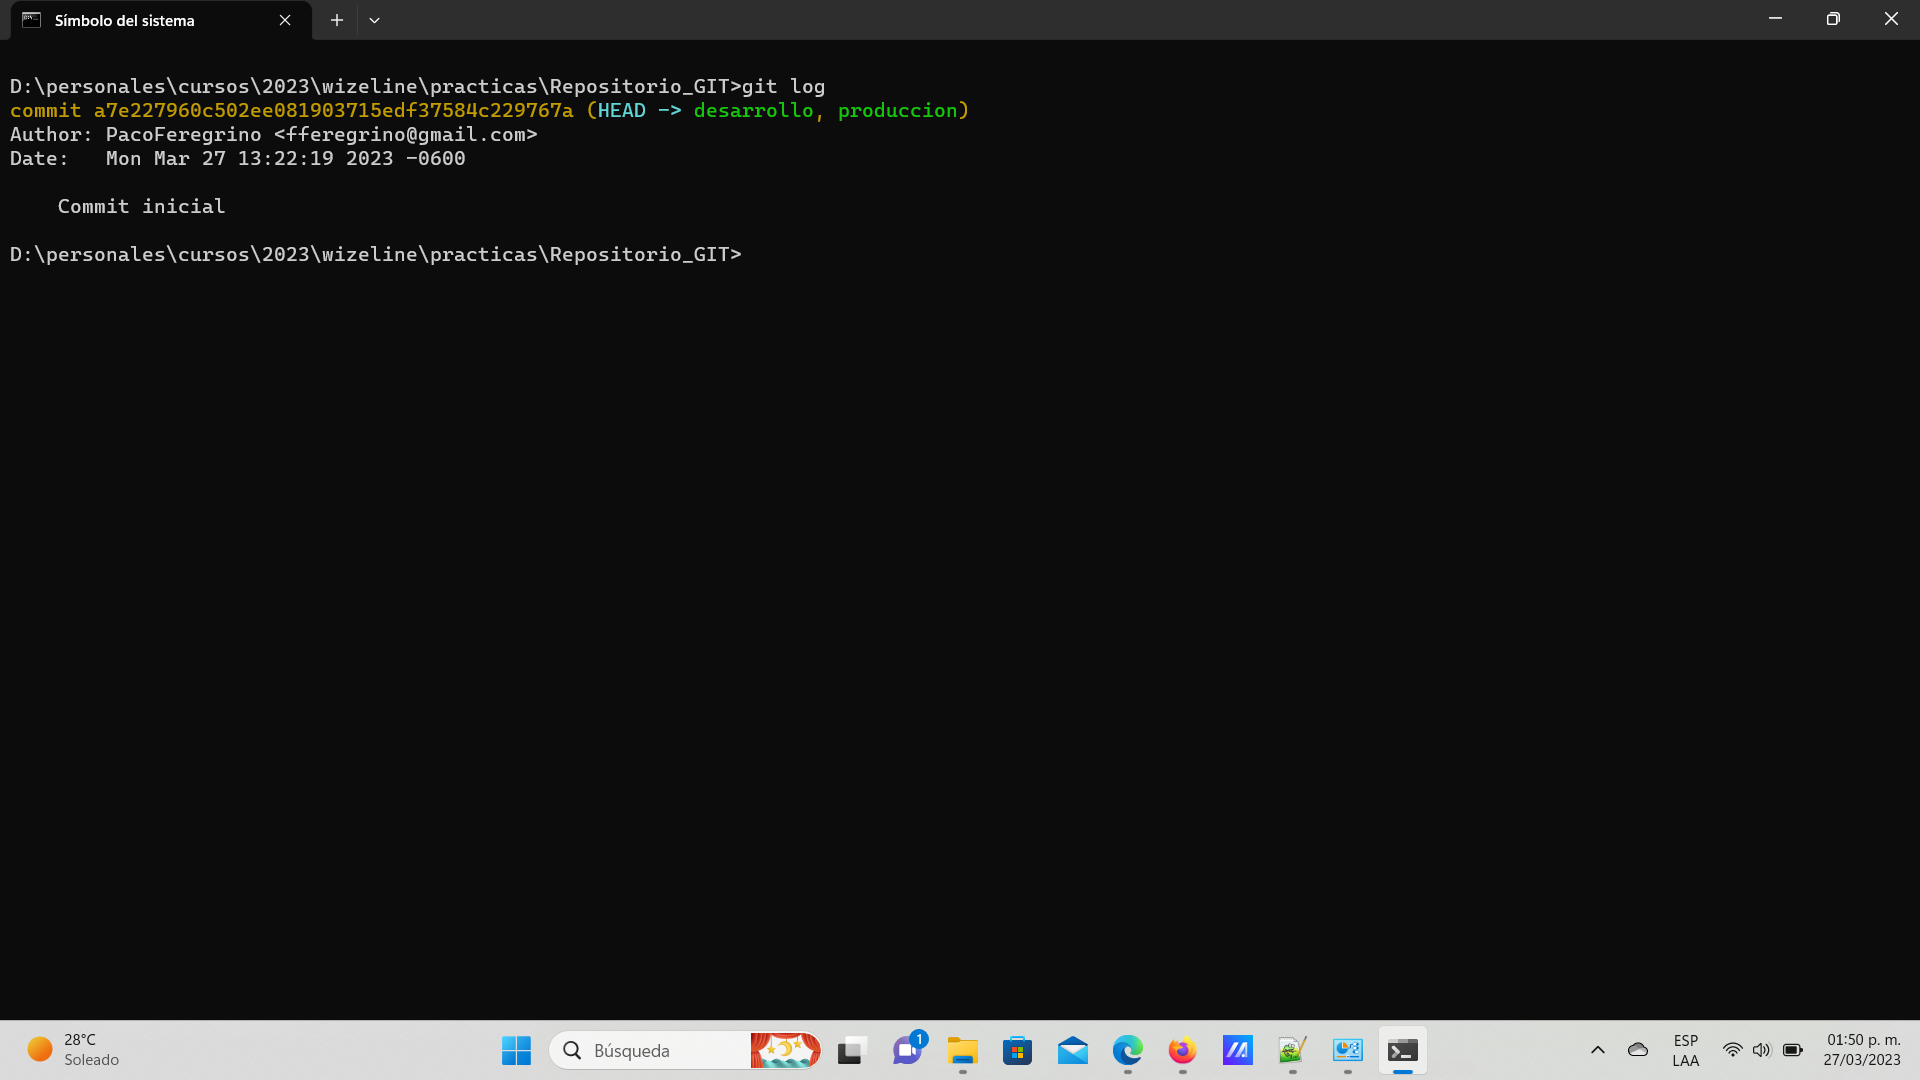 Símbolo del sistema
D:\personales\cursos\2023\wizeline\practicas\Repositorio_GIT>git log
commit a7e227960c502ee081903715edf37584c229767a (HEAD -> desarrollo, produccion)
Author: PacoFeregrino <fferegrino@gmail.com>
Date:   Mon Mar 27 13:22:19 2023 -0600
Commit inicial
D:\personales\cursos\2023\wizeline\practicas\Repositorio_GIT>
28°C
Soleado
Búsqueda
1
ESP
LAA
01:50 p. m.
27/03/2023